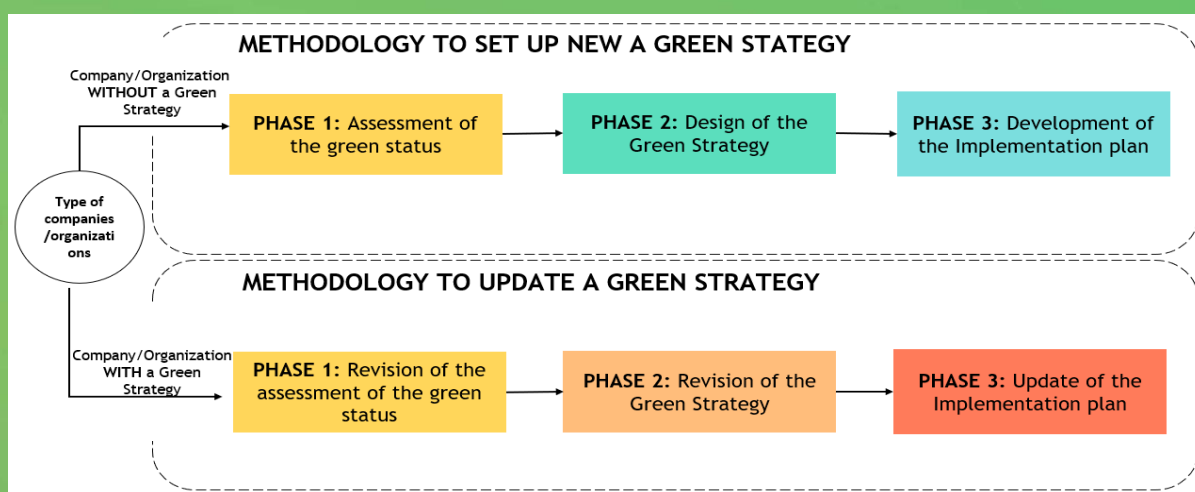 METHODOLOGY TO SET UP NEW A GREEN STATEGY
Company/Organization
WITHOUT a Green
Strategy
PHASE 1: Assessment of
the green status
PHASE 2: Design of the
Green Strategy
PHASE 3: Development of
the Implementation plan
Type of
companies
/organizati
ons
METHODOLOGY TO UPDATE A GREEN STRATEGY
Company/Organization
WITH a Green
Strategy
PHASE 1: Revision of the
assessment of the green
status
PHASE 2: Revision of the
Green Strategy
PHASE 3: Update of the
Implementation plan